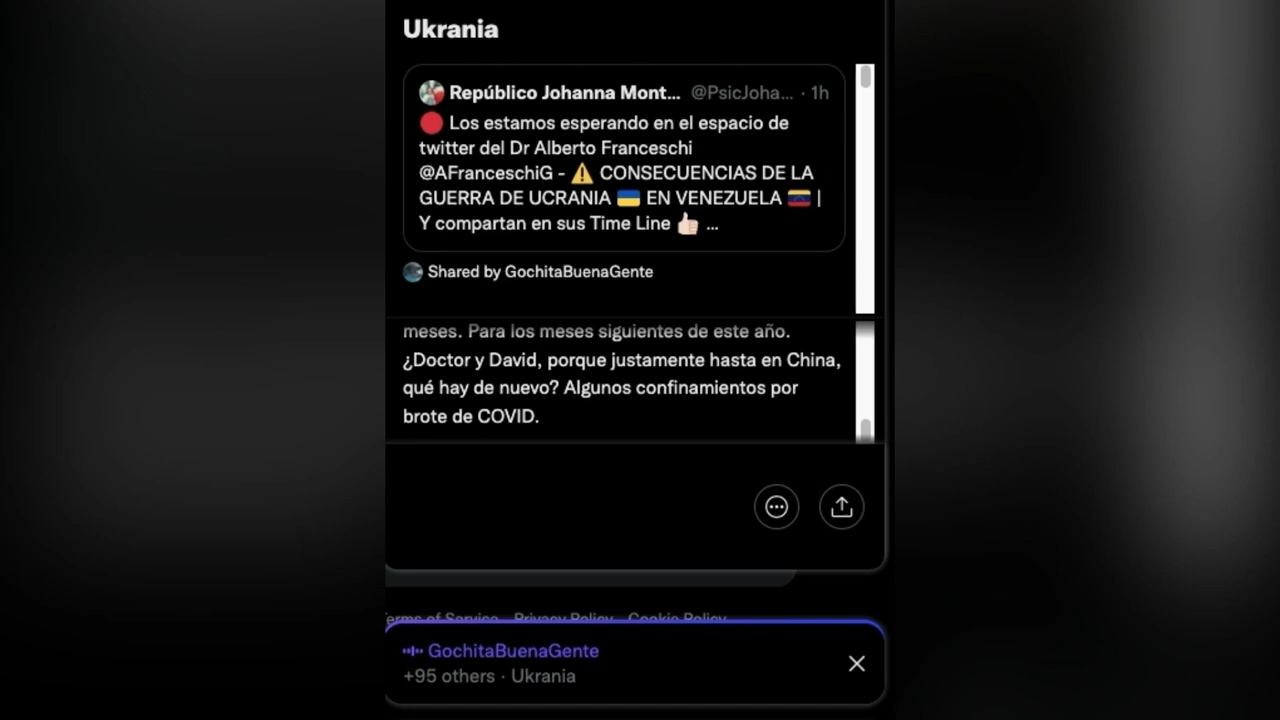 Ukrania
Repúblico Johanna Mont... @PsicJoha... · 1h
🔴 Los estamos esperando en el espacio de
twitter del Dr Alberto Franceschi
@AFranceschiG - ⚠️ CONSECUENCIAS DE LA
GUERRA DE UCRANIA 🇺🇦 EN VENEZUELA 🇻🇪 |
Y compartan en sus Time Line 👍🏻 ...
Shared by GochitaBuenaGente
meses. Para los meses siguientes de este año.
¿Doctor y David, porque justamente hasta en China,
qué hay de nuevo? Algunos confinamientos por
brote de COVID.
Terms of Service Privacy Policy Cookie Policy
GochitaBuenaGente
+95 others · Ukrania